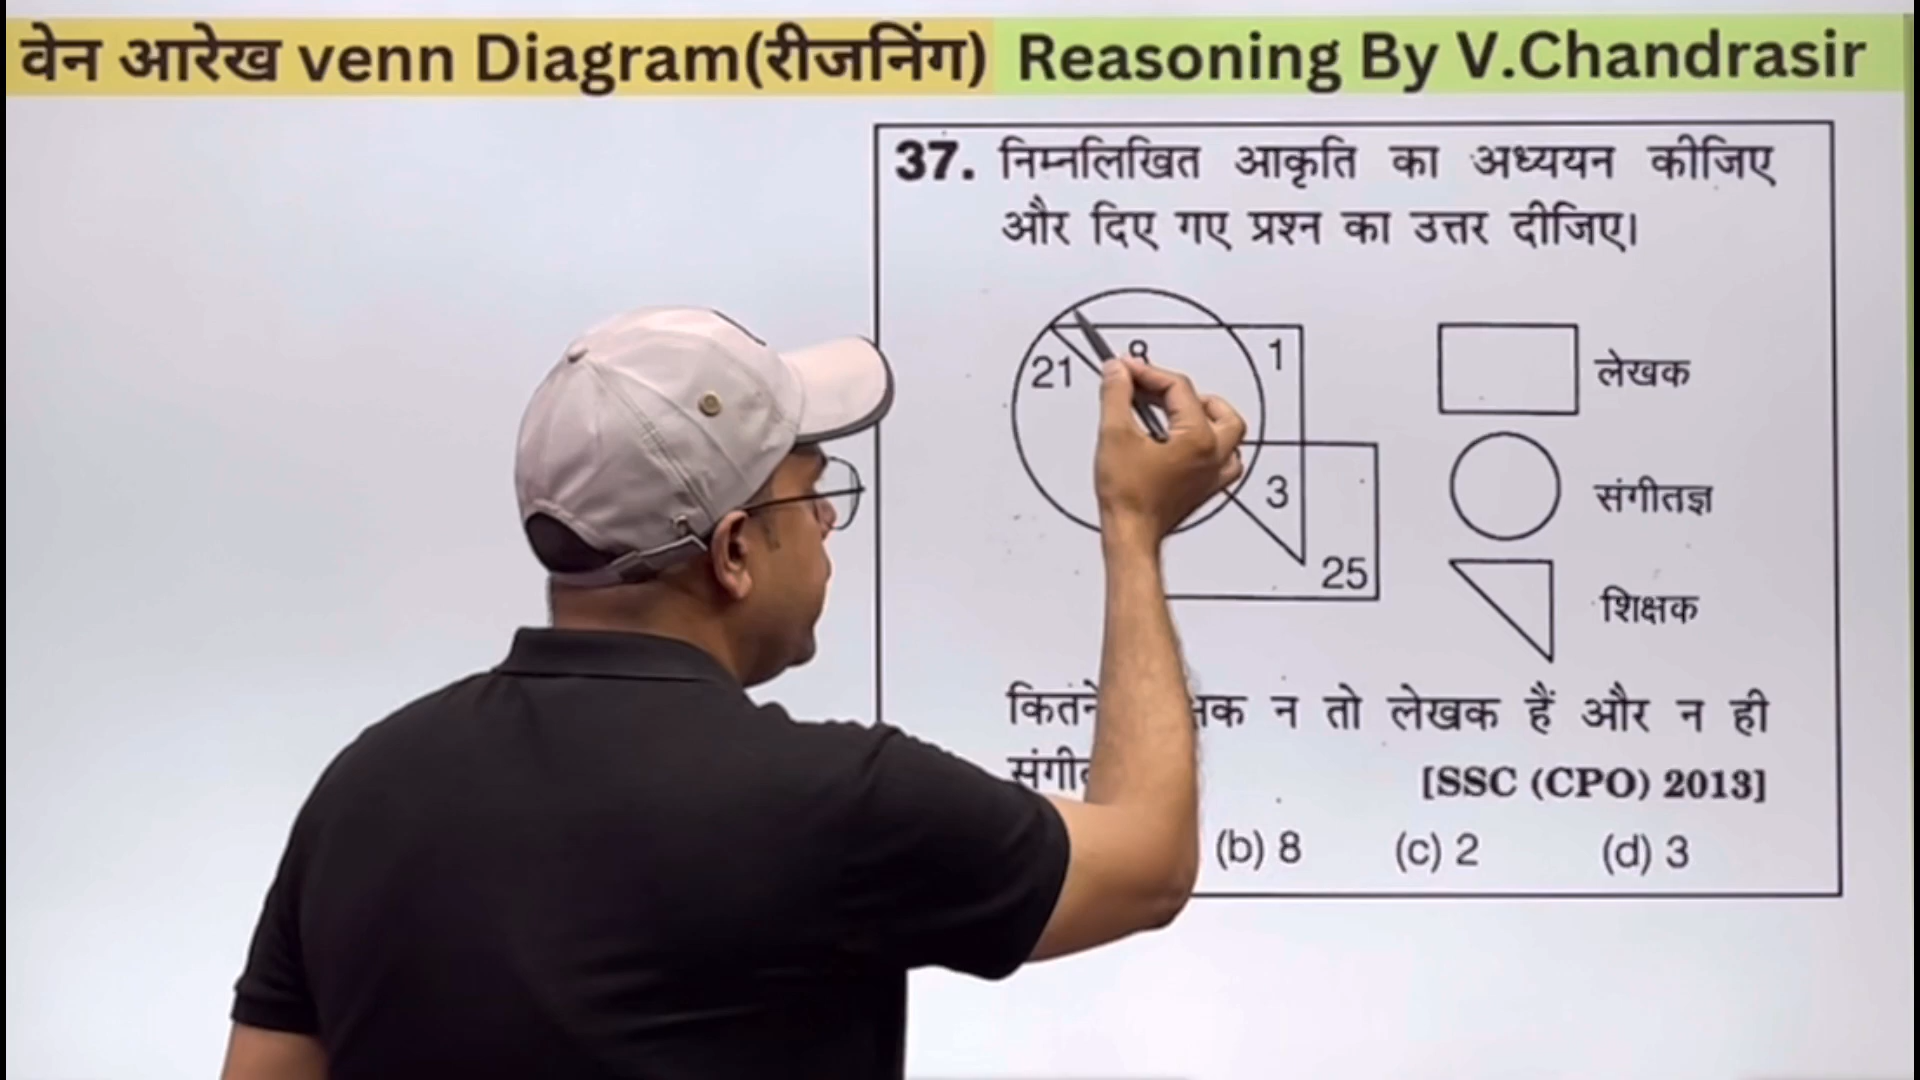 वेन आरेख venn Diagram(रीजनिंग) Reasoning By V.Chandrasir
37. निम्नलिखित आकृति का अध्ययन कीजिए
और दिए गए प्रश्न का उत्तर दीजिए।
21 1
3
25
लेखक
संगीतज्ञ
शिक्षक
न तो लेखक हैं और न ही
[SSC (CPO) 2013]
(b) 8 (c) 2 (d) 3